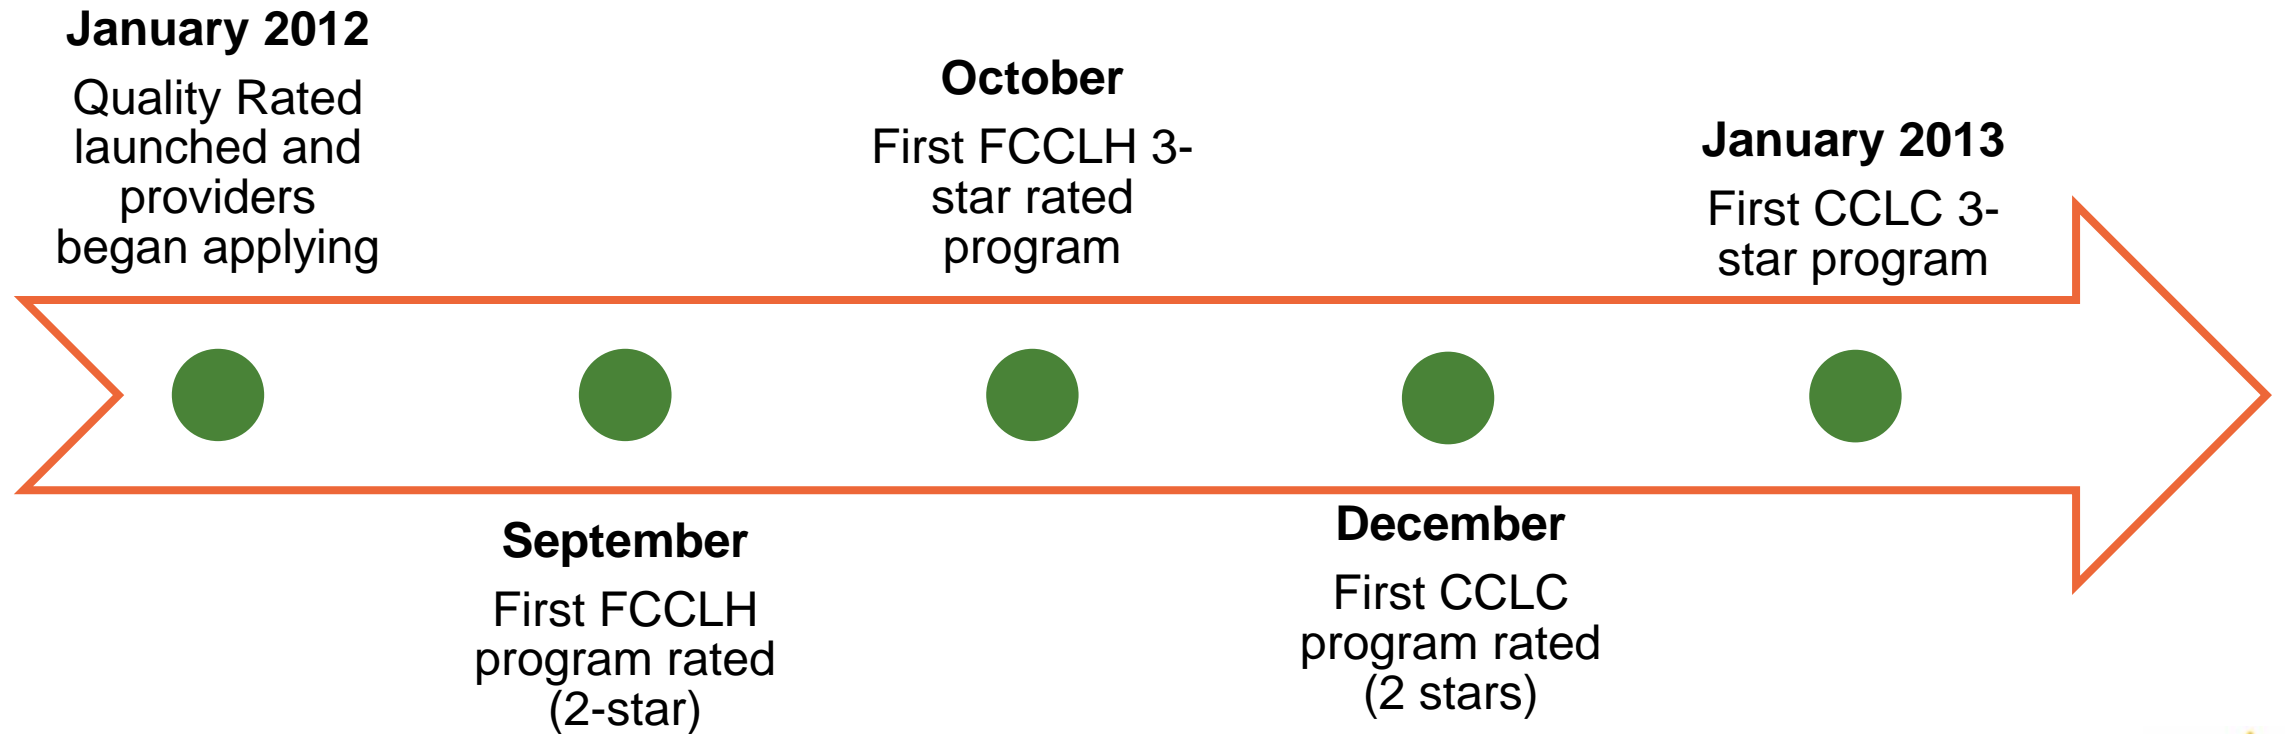 January 2012
Quality Rated
launched and
providers
began applying
September
First FCCLH
program rated
(2-star)
October
First FCCLH 3-
star rated
program
December
First CCLC
program rated
(2 stars)
January 2013
First CCLC 3-
star program